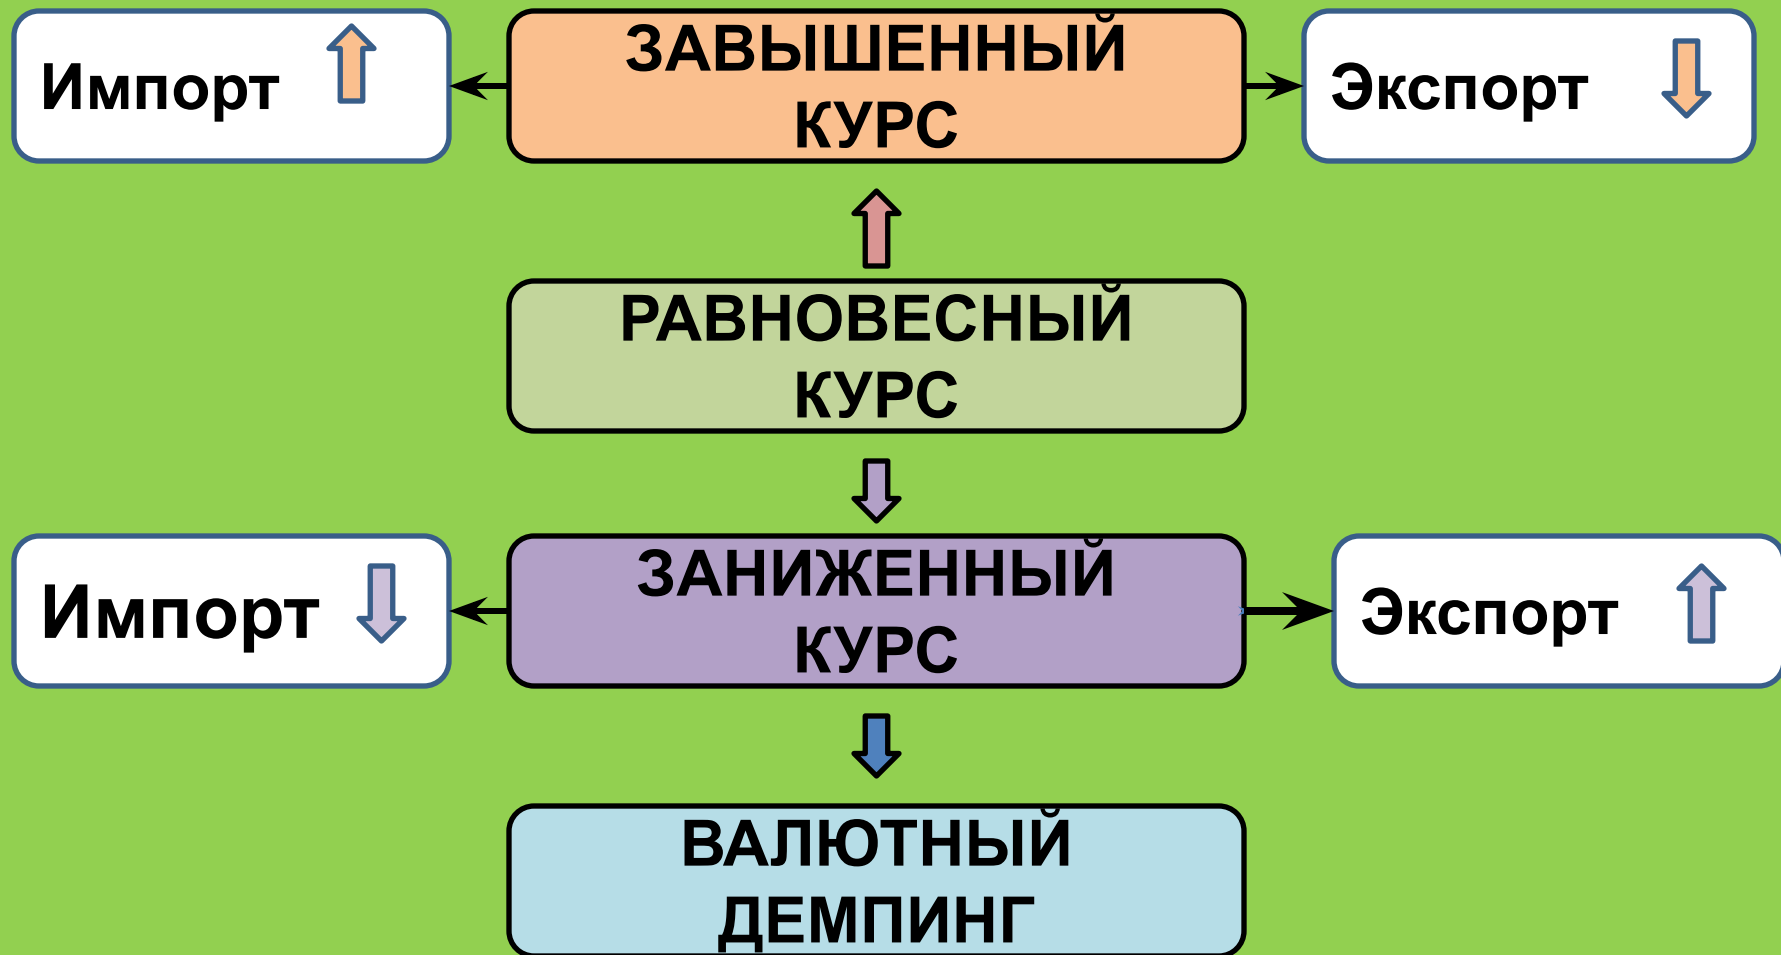 Импорт
ЗАВЫШЕННЫЙ
КУРС
Экспорт
РАВНОВЕСНЫЙ
КУРС
Импорт
ЗАНИЖЕННЫЙ
КУРС
Экспорт
ВАЛЮТНЫЙ
ДЕМПИНГ